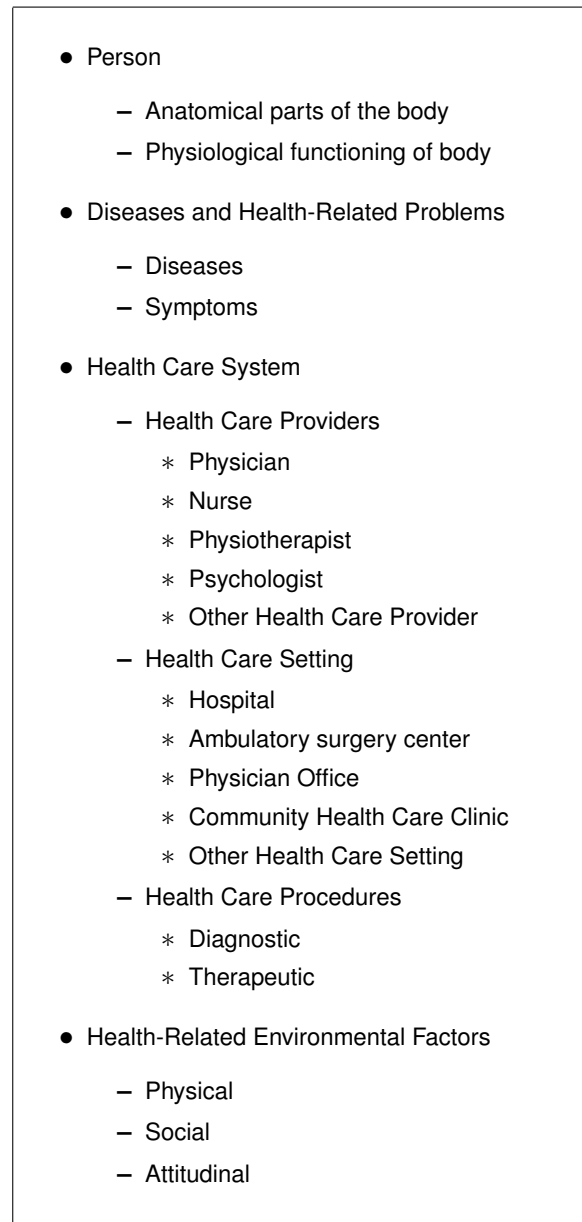 • Person
– Anatomical parts of the body
– Physiological functioning of body
• Diseases and Health-Related Problems
– Diseases
– Symptoms
• Health Care System
– Health Care Providers
∗ Physician
∗ Nurse
∗ Physiotherapist
∗ Psychologist
∗ Other Health Care Provider
– Health Care Setting
∗ Hospital
∗ Ambulatory surgery center
∗ Physician Office
∗ Community Health Care Clinic
∗ Other Health Care Setting
– Health Care Procedures
∗ Diagnostic
∗ Therapeutic
• Health-Related Environmental Factors
– Physical
– Social
– Attitudinal